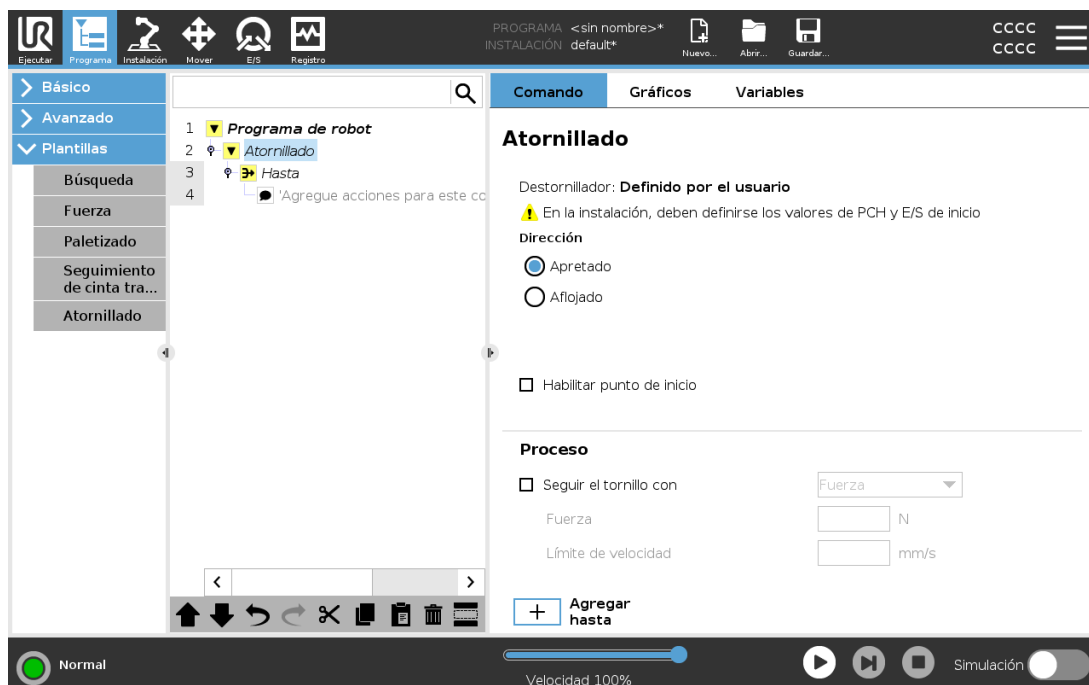 UR
Ejecutar
Programa
Instalación
Mover
E/S
Registro
PROGRAMA <sin nombre>*
INSTALACIÓN default*
Nuevo...
Abrir...
Guardar...
CCCC
CCCC
Básico
Avanzado
Plantillas
Búsqueda
Fuerza
Paletizado
Seguimiento
de cinta tra...
Atornillado
1 Programa de robot
2 Atornillado
3 Hasta
4 'Agregue acciones para este co
Comando
Gráficos
Variables
Atornillado
Destornillador: Definido por el usuario
En la instalación, deben definirse los valores de PCH y E/S de inicio
Dirección
Apretado
Aflojado
Habilitar punto de inicio
Proceso
Seguir el tornillo con
Fuerza
Fuerza
N
Límite de velocidad
mm/s
Agregar
hasta
Normal
Velocidad 100%
Simulación